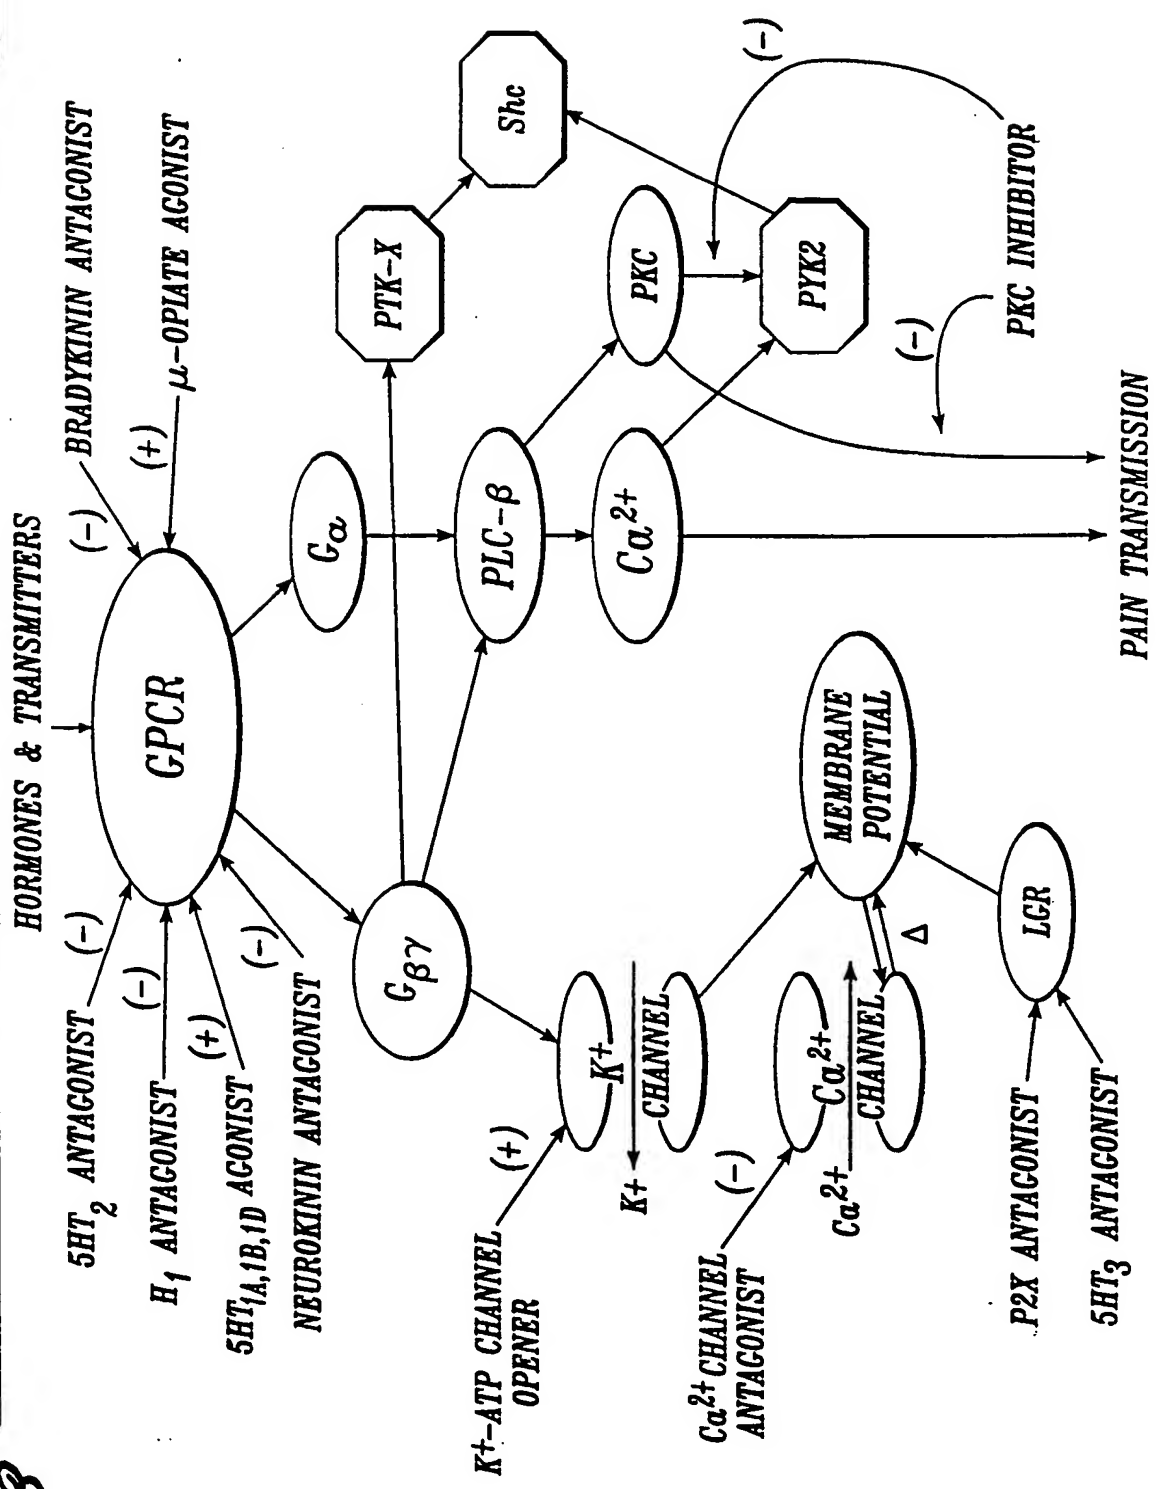 HORMONES & TRANSMITTERS
5HT2 ANTAGONIST
(-)
H1 ANTAGONIST
(-)
5HT1A,1B,1D AGONIST
(+)
NEUROKININ ANTAGONIST
(-)
BRADYKININ ANTAGONIST
(-)
μ-OPIATE AGONIST
(+)
GPCR
Gα
Gβγ
PTK-X
Shc
PLC-β
PKC
Ca2+
PYK2
(-)
(-)
PKC INHIBITOR
K+-ATP CHANNEL
OPENER
(+)
K+
CHANNEL
K+
Ca2+ CHANNEL
ANTAGONIST
(-)
Ca2+
CHANNEL
Ca2+
MEMBRANE
POTENTIAL
Δ
LGR
P2X ANTAGONIST
5HT3 ANTAGONIST
PAIN TRANSMISSION